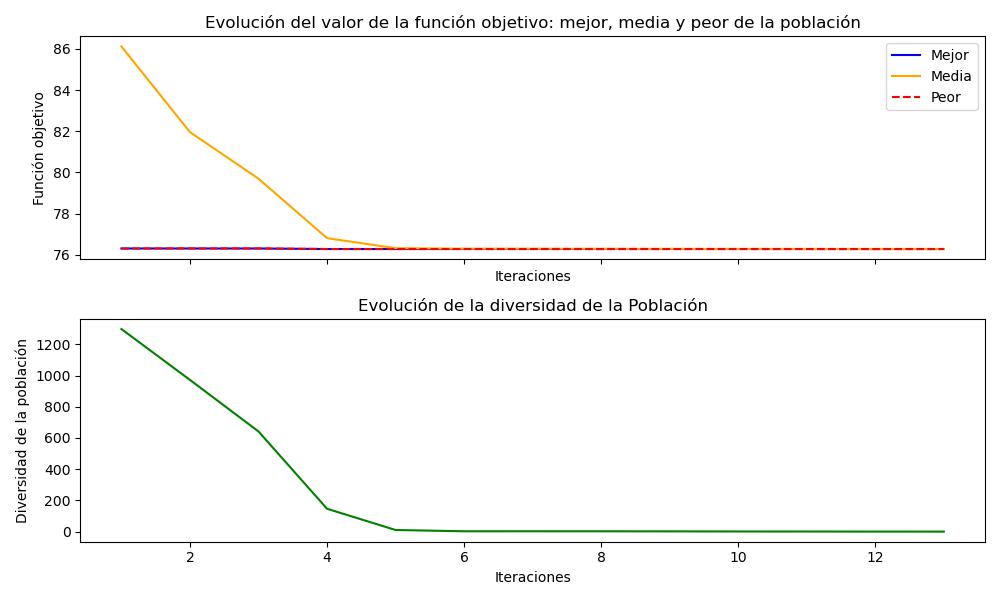 Evolución del valor de la función objetivo: mejor, media y peor de la población
Función objetivo
86
84
82
80
78
76
Mejor
Media
Peor
Iteraciones
Evolución de la diversidad de la Población
Diversidad de la población
1200
1000
800
600
400
200
0
2 4 6 8 10 12
Iteraciones